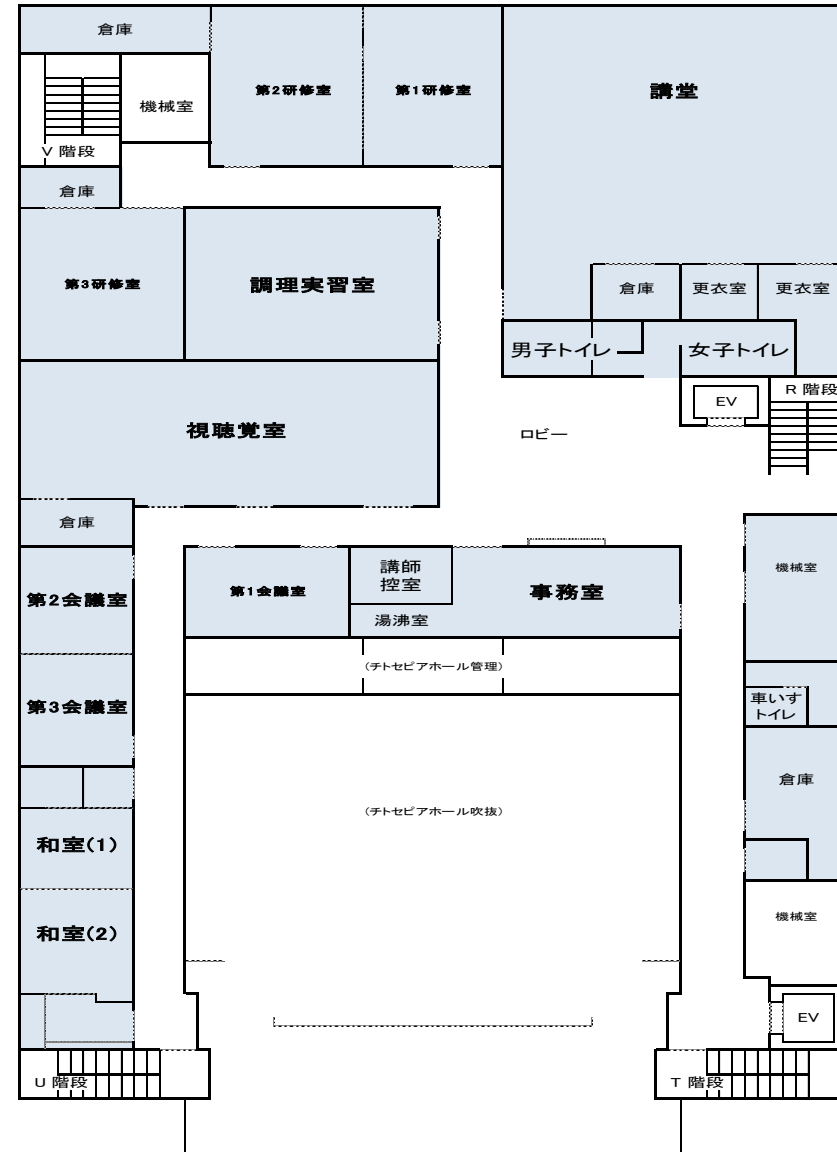 倉庫
第2研修室
第1研修室
講堂
機械室
V 階段
倉庫
第3研修室
調理実習室
倉庫
更衣室
更衣室
男子トイレ
女子トイレ
EV
R 階段
視聴覚室
ロビー
倉庫
第2会議室
第1会議室
講師
控室
湯沸室
事務室
機械室
(チトセピアホール管理)
第3会議室
車いす
トイレ
倉庫
(チトセピアホール吹抜)
和室(1)
和室(2)
機械室
EV
U 階段
T 階段